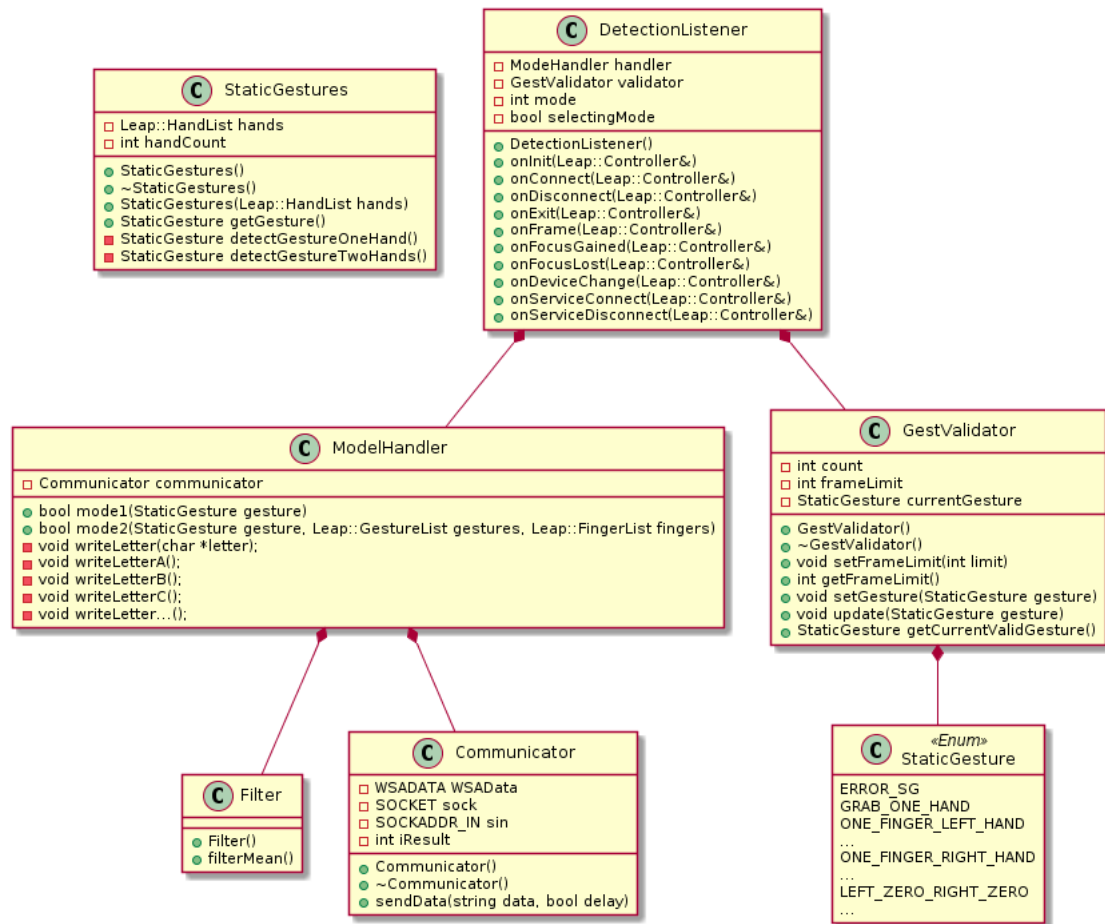 C StaticGestures
Leap::HandList hands
int handCount
StaticGestures()
~StaticGestures()
StaticGestures(Leap::HandList hands)
StaticGesture getGesture()
StaticGesture detectGestureOneHand()
StaticGesture detectGestureTwoHands()
C DetectionListener
ModeHandler handler
GestValidator validator
int mode
bool selectingMode
DetectionListener()
onInit(Leap::Controller&)
onConnect(Leap::Controller&)
onDisconnect(Leap::Controller&)
onExit(Leap::Controller&)
onFrame(Leap::Controller&)
onFocusGained(Leap::Controller&)
onFocusLost(Leap::Controller&)
onDeviceChange(Leap::Controller&)
onServiceConnect(Leap::Controller&)
onServiceDisconnect(Leap::Controller&)
C ModelHandler
Communicator communicator
bool mode1(StaticGesture gesture)
bool mode2(StaticGesture gesture, Leap::GestureList gestures, Leap::FingerList fingers)
void writeLetter(char *letter);
void writeLetterA();
void writeLetterB();
void writeLetterC();
void writeLetter...();
C GestValidator
int count
int frameLimit
StaticGesture currentGesture
GestValidator()
~GestValidator()
void setFrameLimit(int limit)
int getFrameLimit()
void setGesture(StaticGesture gesture)
void update(StaticGesture gesture)
StaticGesture getCurrentValidGesture()
C Filter
Filter()
filterMean()
C Communicator
WSADATA WSAData
SOCKET sock
SOCKADDR_IN sin
int iResult
Communicator()
~Communicator()
sendData(string data, bool delay)
«Enum»
C StaticGesture
ERROR_SG
GRAB_ONE_HAND
ONE_FINGER_LEFT_HAND
...
ONE_FINGER_RIGHT_HAND
...
LEFT_ZERO_RIGHT_ZERO
...